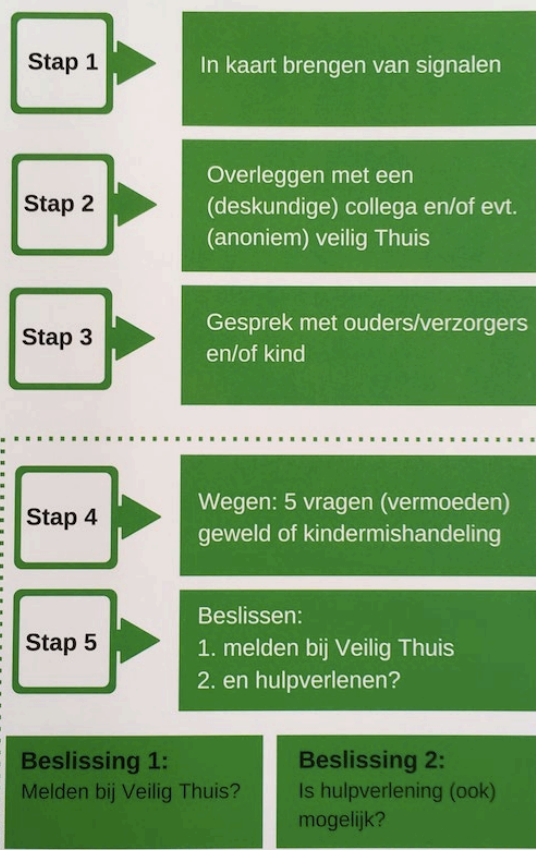 Stap 1
In kaart brengen van signalen
Stap 2
Overleggen met een
(deskundige) collega en/of evt.
(anoniem) veilig Thuis
Stap 3
Gesprek met ouders/verzorgers
en/of kind
Stap 4
Wegen: 5 vragen (vermoeden)
geweld of kindermishandeling
Stap 5
Beslissen:
1. melden bij Veilig Thuis
2. en hulpverlenen?
Beslissing 1:
Melden bij Veilig Thuis?
Beslissing 2:
Is hulpverlening (ook)
mogelijk?